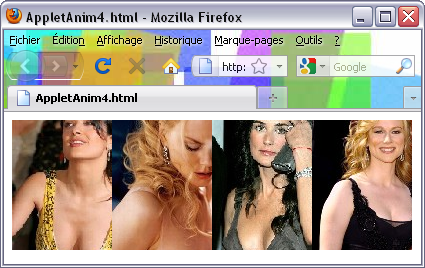 AppletAnim4.html - Mozilla Firefox
Fichier Édition Affichage Historique Marque-pages Outils ?
http: Google
AppletAnim4.html